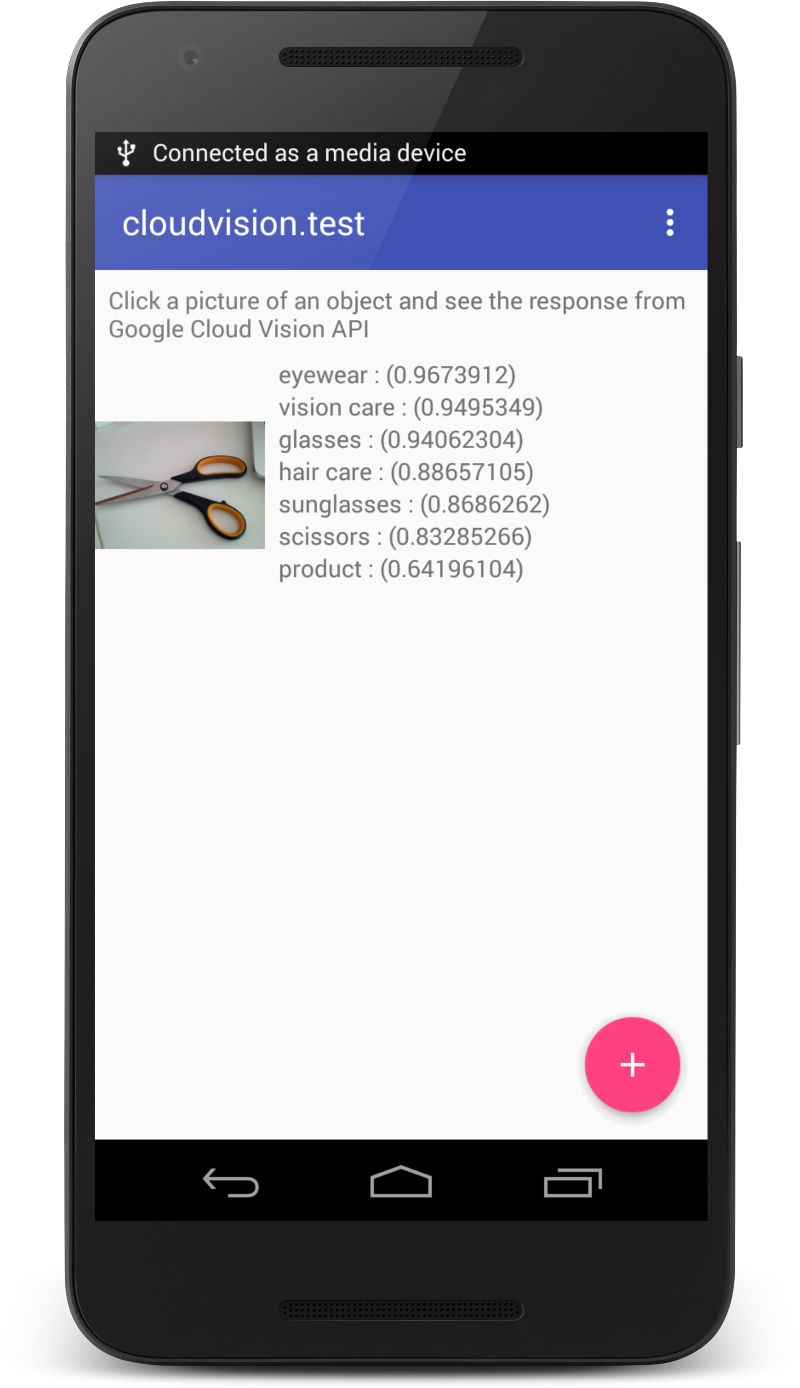 Connected as a media device
cloudvision.test
Click a picture of an object and see the response from
Google Cloud Vision API
eyewear : (0.9673912)
vision care : (0.9495349)
glasses : (0.94062304)
hair care : (0.88657105)
sunglasses : (0.8686262)
scissors : (0.83285266)
product : (0.64196104)